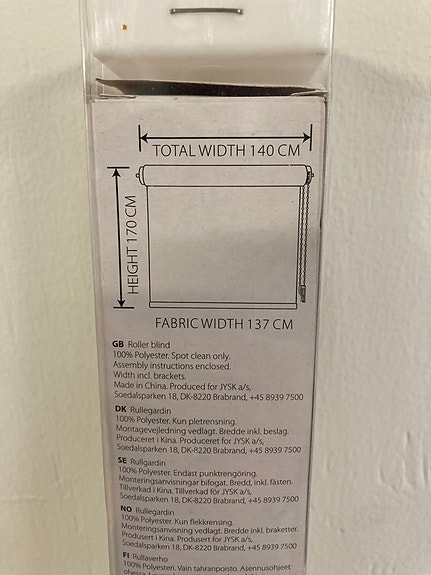 TOTAL WIDTH 140 CM
HEIGHT 170 CM
FABRIC WIDTH 137 CM
GB Roller blind
100% Polyester. Spot clean only.
Assembly instructions enclosed.
Width incl. brackets.
Made in China. Produced for JYSK a/s,
Soedalsparken 18, DK-8220 Brabrand, +45 8939 7500
DK Rullegardin
100% Polyester. Kun pletrensning.
Montagevejledning vedlagt. Bredde inkl. beslag.
Produceret i Kina. Produceret for JYSK a/s,
Soedalsparken 18, DK-8220 Brabrand, +45 8939 7500
SE Rullgardin
100% Polyester. Endast punktrengöring.
Monteringsanvisning bifogat. Bredd, inkl. fästen.
Tillverkad i Kina. Tillverkad för JYSK a/s,
Soedalsparken 18, DK-8220 Brabrand, +45 8939 7500
NO Rullegardin
100% Polyester. Kun flekkrensing.
Monteringsanvisning vedlagt. Bredde inkl. braketter.
Produsert i Kina. Produsert for JYSK a/s,
Soedalsparken 18, DK-8220 Brabrand, +45 8939 7500
FI Rullaverho
100% Polyesteri. Vain tahranpoisto. Asennusohjeet